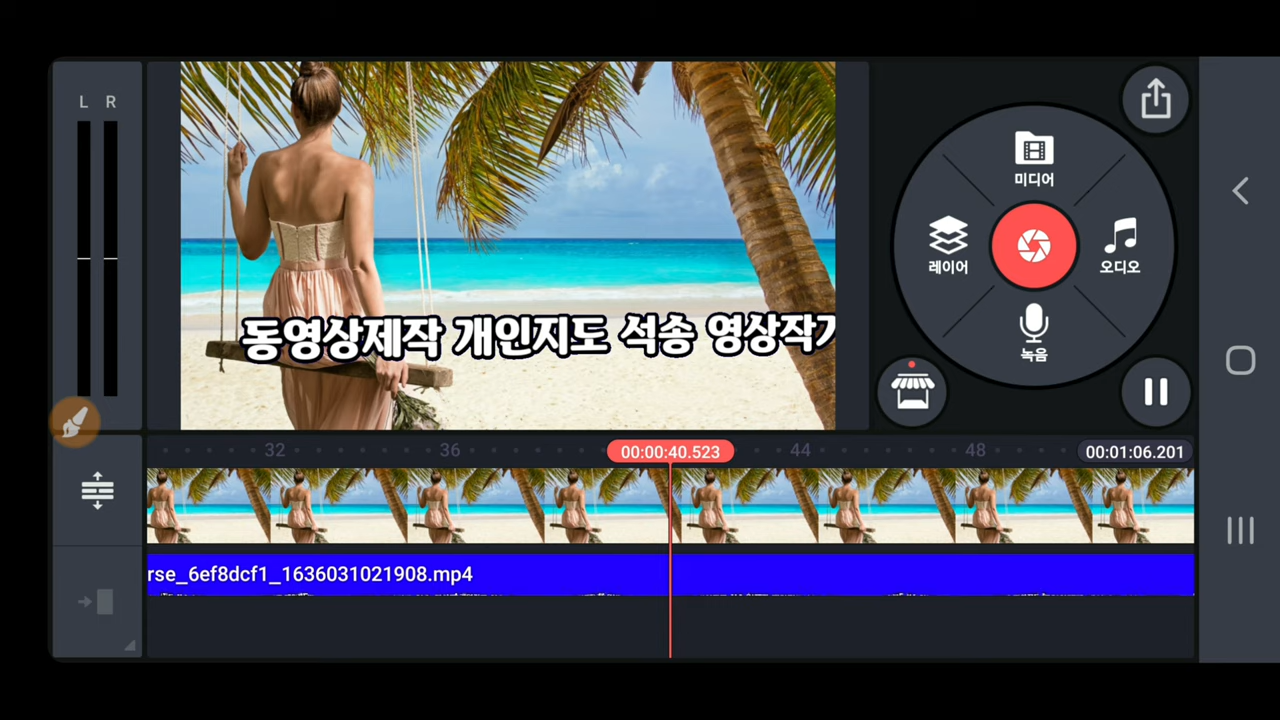 L R
미디어
레이어
오디오
녹음
동영상제작 개인지도 석송 영상작가
32
36
00:00:40.523
44
48
00:01:06.201
rse_6ef8dcf1_1636031021908.mp4